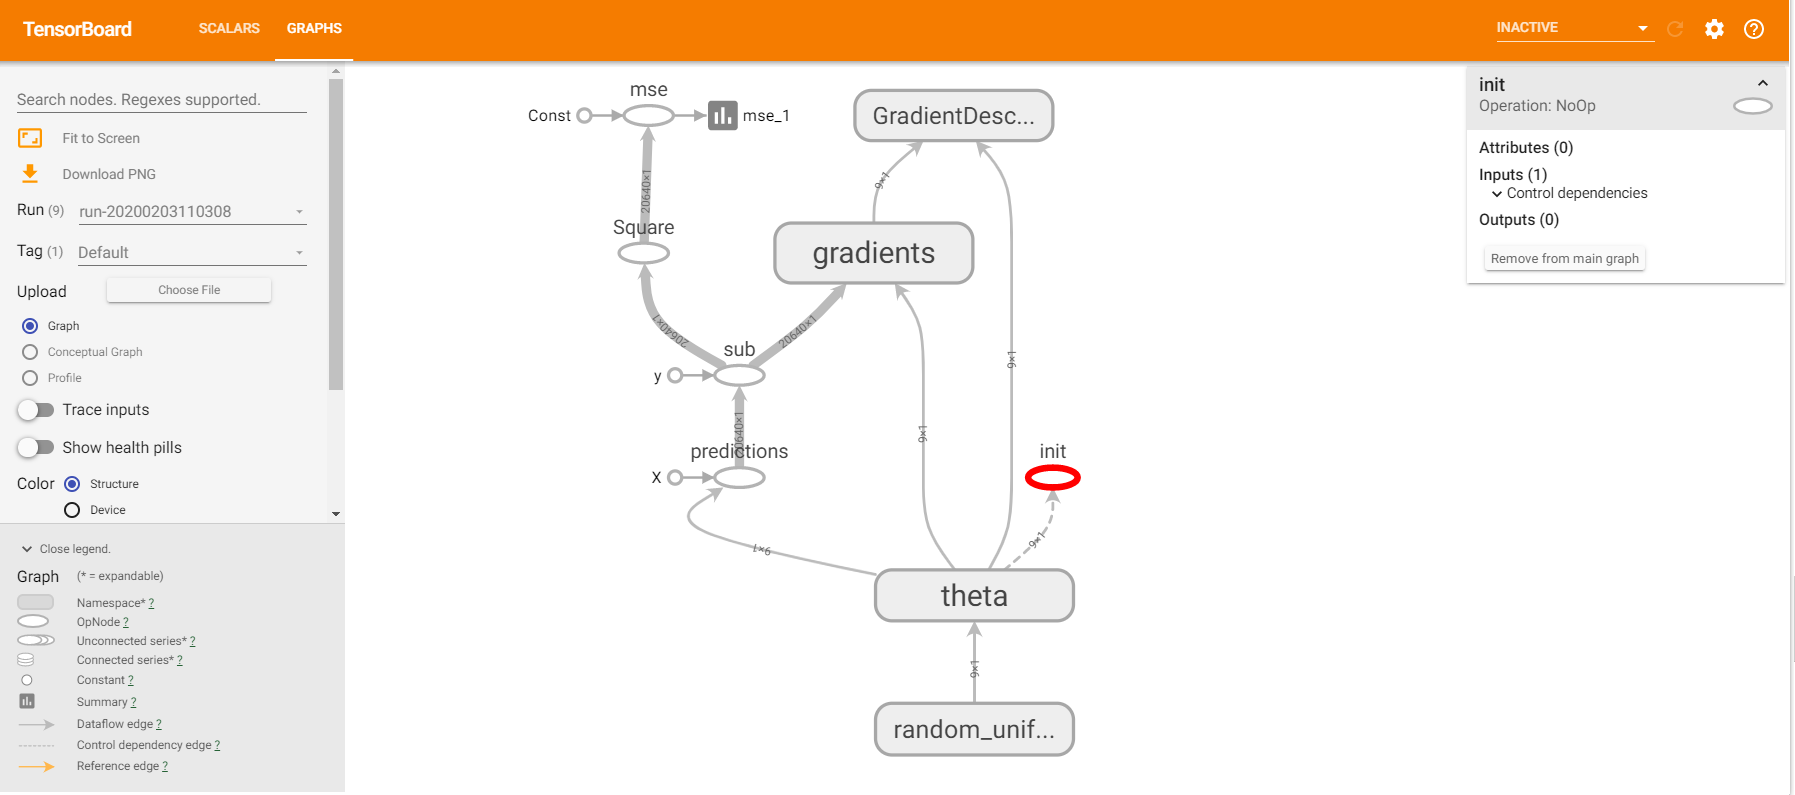 TensorBoard
SCALARS
GRAPHS
INACTIVE
Search nodes. Regexes supported.
Fit to Screen
Download PNG
Run (9) run-20200203110308
Tag (1) Default
Upload Choose File
Graph
Conceptual Graph
Profile
Trace inputs
Show health pills
Color Structure
Device
Close legend.
Graph (* = expandable)
Namespace* ?
OpNode ?
Unconnected series* ?
Connected series* ?
Constant ?
Summary ?
Dataflow edge ?
Control dependency edge ?
Reference edge ?
mse
Const
mse_1
GradientDesc...
20640×1
9×1
Square
gradients
20640×1
20640×1
sub
y
9×1
20640×1
9×1
predictions
init
X
9×1
9×1
theta
9×1
random_unif...
init
Operation: NoOp
Attributes (0)
Inputs (1)
Control dependencies
Outputs (0)
Remove from main graph